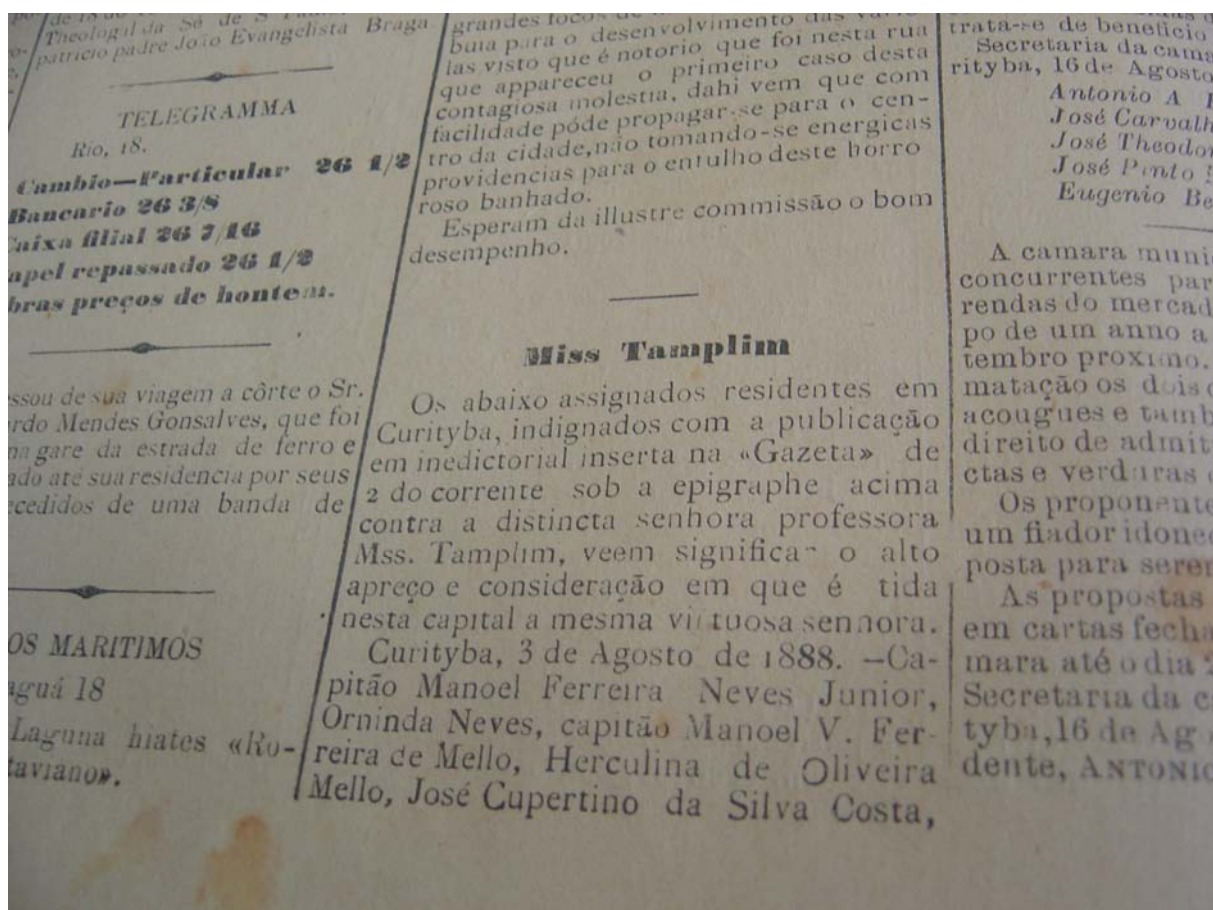 de
Theologal da Sé de S
patricio padre João Evangelista Braga
TELEGRAMMA
Rio, 18.
Cambio—Particular 26 1/2
Bancario 26 3/8
Caixa filial 26 7/16
apel repassado 26 1/2
bras preços de hontem.
ssou de sua viagem a côrte o Sr.
rdo Mendes Gonsalves, que foi
na gare da estrada de ferro e
ado até sua residencia por seus
ecedidos de uma banda de
OS MARITIMOS
aguá 18
Laguna hiates «Ro-
taviano».
grandes fócos de
buia para o desenvolvimento das
las visto que é notorio que foi nesta rua
que appareceu o primeiro caso desta
contagiosa molestia, dahi vem que com
facilidade póde propagar-se para o cen-
tro da cidade, não tomando-se energicas
providencias para o entulho deste horro
roso banhado.
Esperam da illustre commissão o bom
desempenho.
Miss Tamplim
Os abaixo assignados residentes em
Curityba, indignados com a publicação
em inedictorial inserta na «Gazeta» de
2 do corrente sob a epigraphe acima
contra a distincta senhora professora
Mss. Tamplim, veem significar o alto
apreço e consideração em que é tida
nesta capital a mesma virtuosa senhora.
Curityba, 3 de Agosto de 1888. —Ca-
pitão Manoel Ferreira Neves Junior,
Orninda Neves, capitão Manoel V. Fer-
reira de Mello, Herculina de Oliveira
Mello, José Cupertino da Silva Costa,
trata-se de beneficio
Secretaria da cama
rityba, 16 de Agosto
Antonio A
José Carvalh
José Theodor
José Pinto
Eugenio Be
A camara muni
concurrentes par
rendas do mercad
po de um anno a
tembro proximo.
matação os dois
acougues e tamb
direito de admit
ctas e verduras
Os proponente
um fiador idone
posta para serem
As propostas
em cartas fecha
mara até o dia
Secretaria da c
tyba, 16 de Ag
dente, ANTONIO